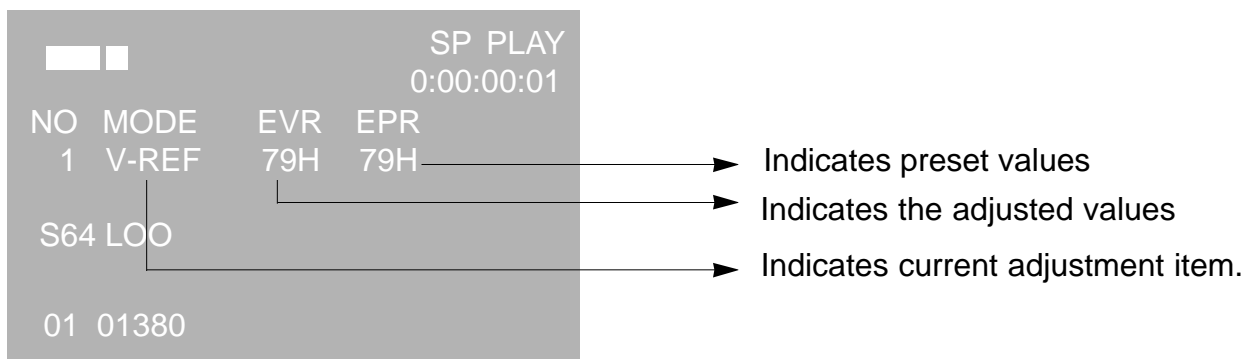 SP PLAY
0:00:00:01
NO MODE EVR EPR
1 V-REF 79H 79H
Indicates preset values
Indicates the adjusted values
S64 LOO
Indicates current adjustment item.
01 01380